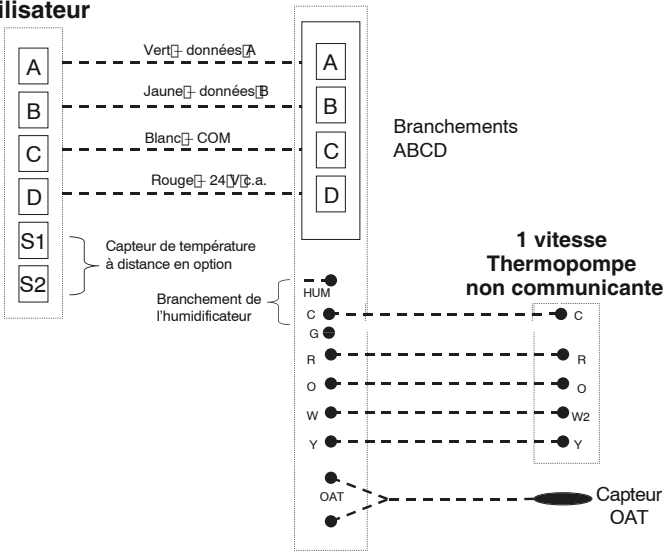 ilisateur
A
B
C
D
S1
S2
Vert - données A
Jaune - données B
Blanc - COM
Rouge - 24 V c.a.
Capteur de température
à distance en option
A
B
C
D
Branchements
ABCD
Branchement de
l'humidificateur
HUM
C
G
R
O
W
Y
OAT
1 vitesse
Thermopompe
non communicante
C
R
O
W2
Y
Capteur
OAT